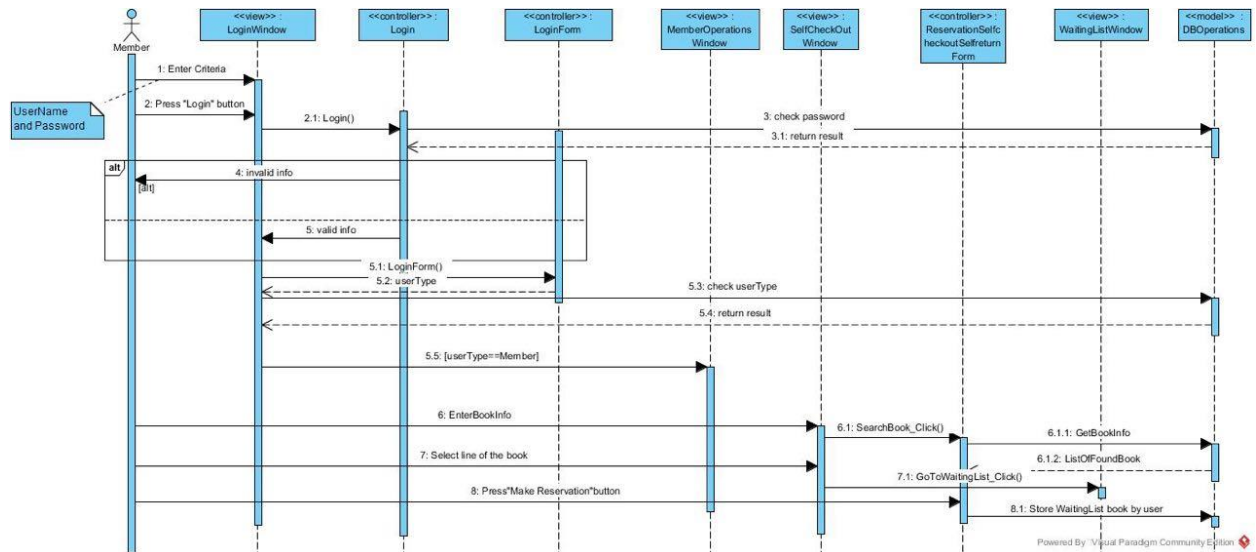 <<view>> :
LoginWindow
<<controller>> :
Login
<<controller>> :
LoginForm
<<view>> :
MemberOperations
Window
<<view>> :
SelfCheckOut
Window
<<controller>> :
ReservationSelfc
heckoutSelfreturn
Form
<<view>> :
WaitingListWindow
<<model>> :
DBOperations
Member
1: Enter Criteria
UserName
and Password
2: Press "Login" button
2.1: Login()
3: check password
3.1: return result
alt
4: invalid info
[alt]
5: valid info
5.1: LoginForm()
5.2: userType
5.3: check userType
5.4: return result
5.5: [userType==Member]
6: EnterBookInfo
6.1: SearchBook_Click()
6.1.1: GetBookInfo
7: Select line of the book
6.1.2: ListOfFoundBook
7.1: GoToWaitingList_Click()
8: Press"Make Reservation"button
8.1: Store WaitingList book by user
Powered By Visual Paradigm Community Edition